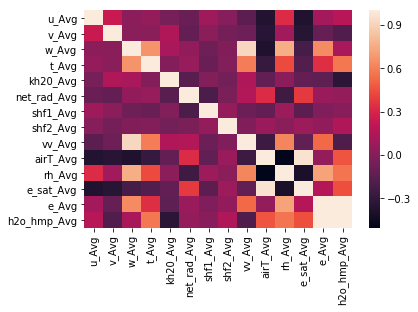 u_Avg
v_Avg
w_Avg
t_Avg
kh20_Avg
net_rad_Avg
shf1_Avg
shf2_Avg
vv_Avg
airT_Avg
rh_Avg
e_sat_Avg
e_Avg
h2o_hmp_Avg
u_Avg
v_Avg
w_Avg
t_Avg
kh20_Avg
net_rad_Avg
shf1_Avg
shf2_Avg
vv_Avg
airT_Avg
rh_Avg
e_sat_Avg
e_Avg
h2o_hmp_Avg
0.9
0.6
0.3
0.0
−0.3